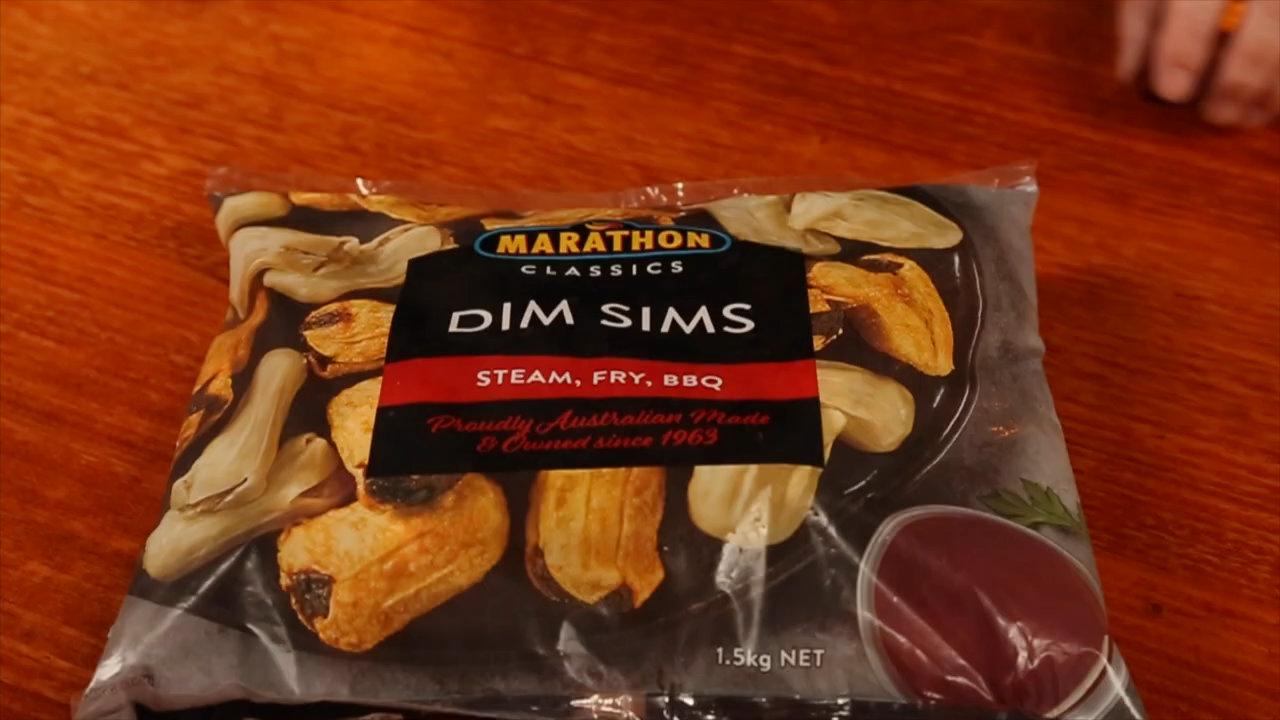 MARATHON
CLASSICS
DIM SIMS
STEAM, FRY, BBQ
Proudly Australian Made
& Owned since 1963
1.5kg NET